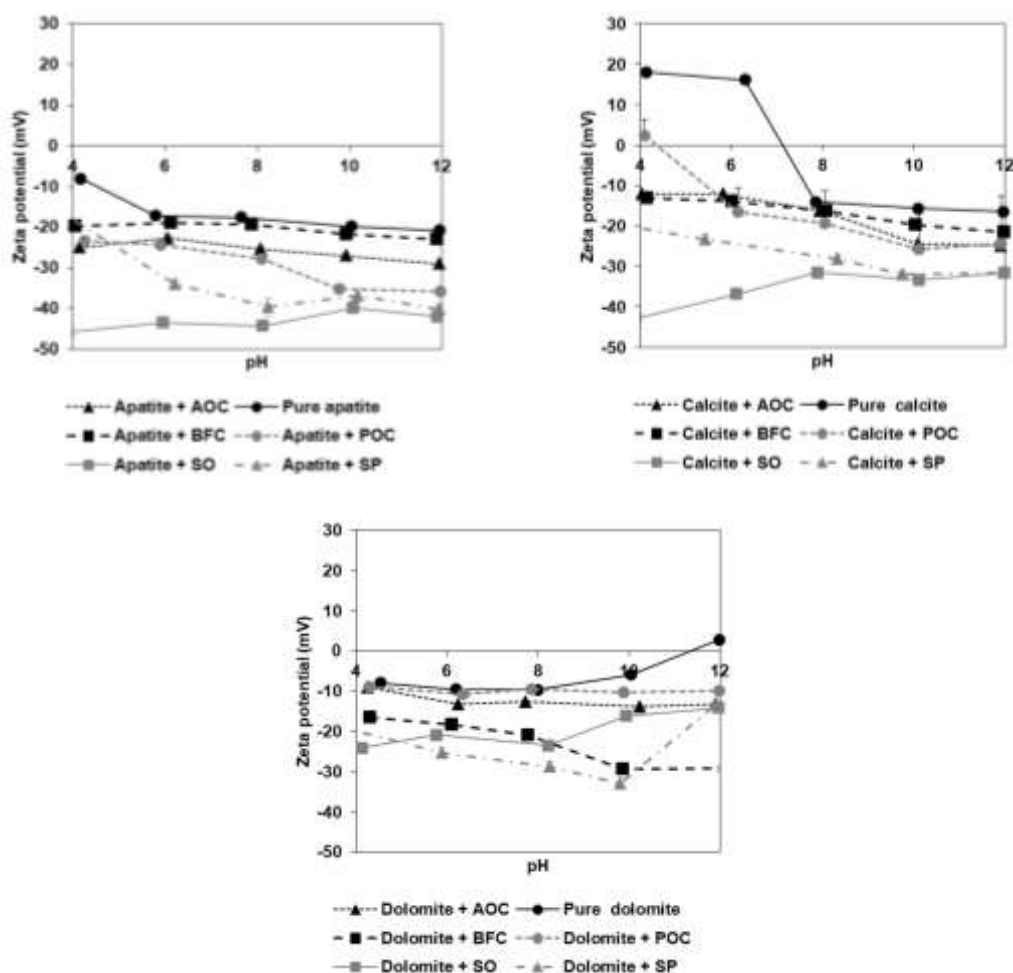 30
20
10
0
-10
-20
-30
-40
-50
Zeta potential (mV)
4 6 8 10 12
pH
Apatite + AOC Pure apatite
Apatite + BFC Apatite + POC
Apatite + SO Apatite + SP
30
20
10
0
-10
-20
-30
-40
-50
Zeta potential (mV)
4 6 8 10 12
pH
Calcite + AOC Pure calcite
Calcite + BFC Calcite + POC
Calcite + SO Calcite + SP
30
20
10
0
-10
-20
-30
-40
-50
Zeta potential (mV)
4 6 8 10 12
pH
Dolomite + AOC Pure dolomite
Dolomite + BFC Dolomite + POC
Dolomite + SO Dolomite + SP